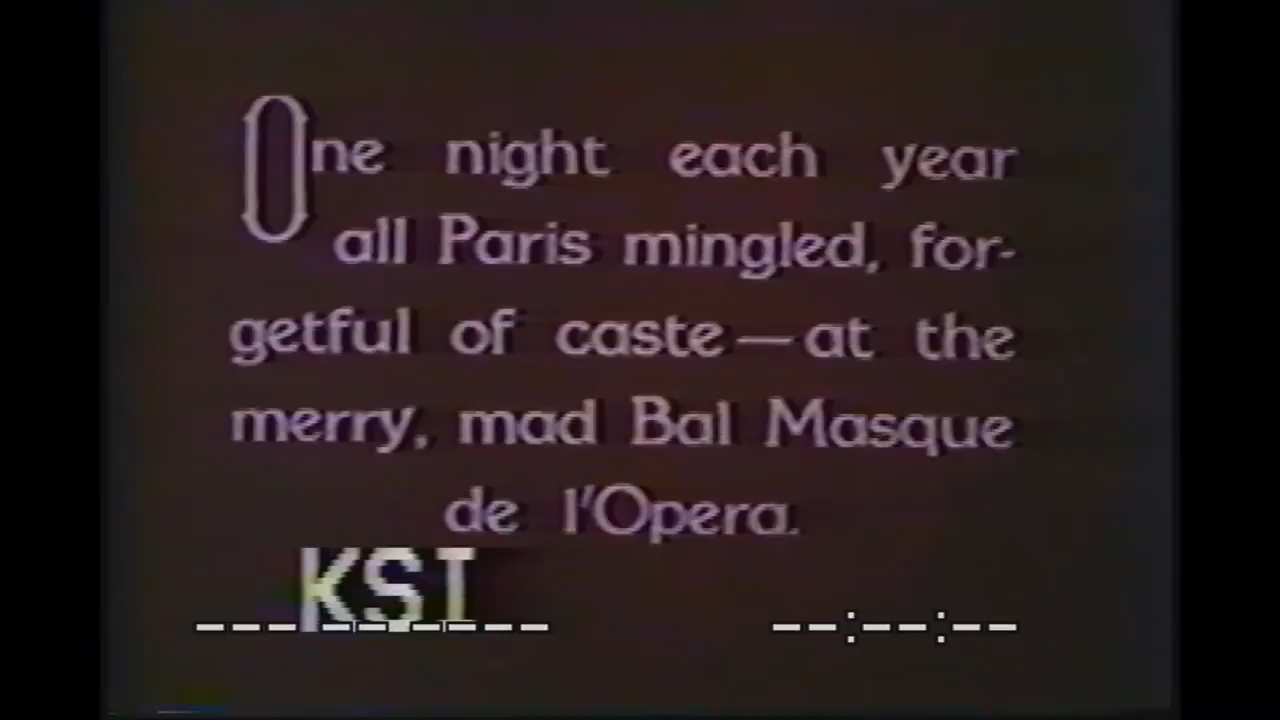 One night each year
all Paris mingled, for-
getful of caste—at the
merry, mad Bal Masque
de l'Opera.
KSI
--:--:--